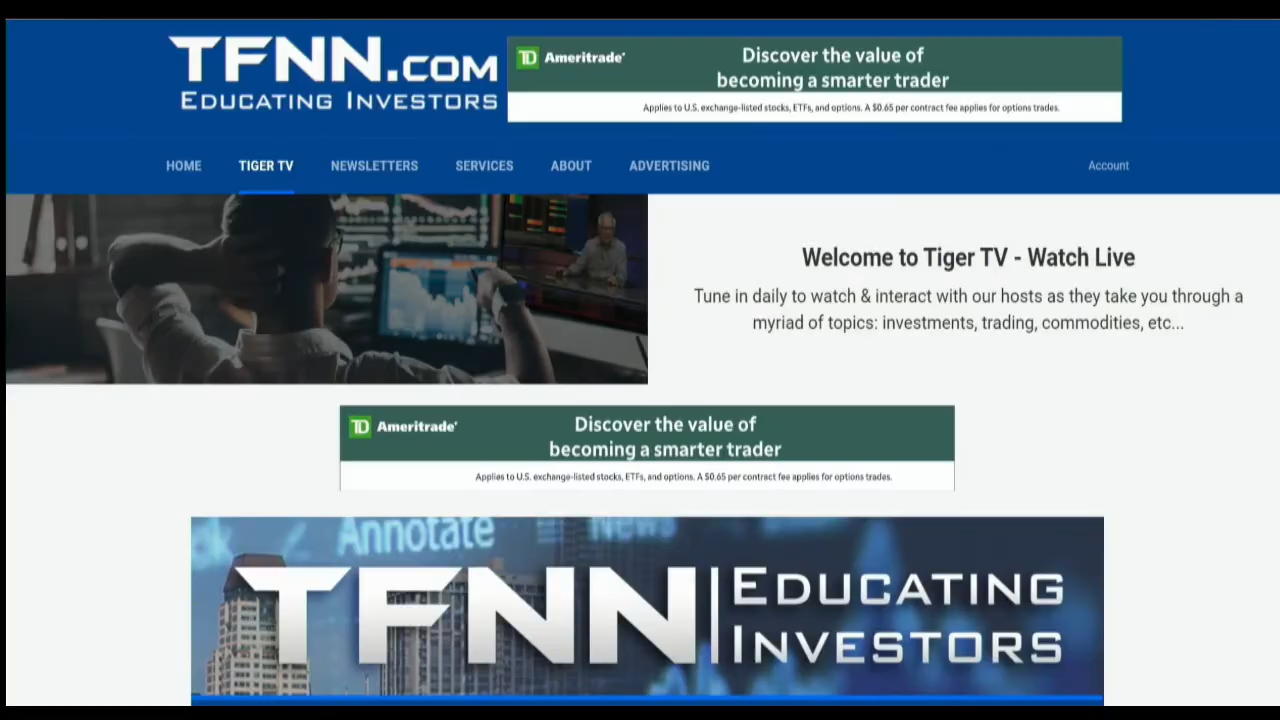 TFNN.COM
EDUCATING INVESTORS
TD Ameritrade®
Discover the value of
becoming a smarter trader
Applies to U.S. exchange-listed stocks, ETFs, and options. A $0.65 per contract fee applies for options trades.
HOME TIGER TV NEWSLETTERS SERVICES ABOUT ADVERTISING Account
Welcome to Tiger TV - Watch Live
Tune in daily to watch & interact with our hosts as they take you through a
myriad of topics: investments, trading, commodities, etc...
TD Ameritrade®
Discover the value of
becoming a smarter trader
Applies to U.S. exchange-listed stocks, ETFs, and options. A $0.65 per contract fee applies for options trades.
Annotate News
TFNN
EDUCATING
INVESTORS